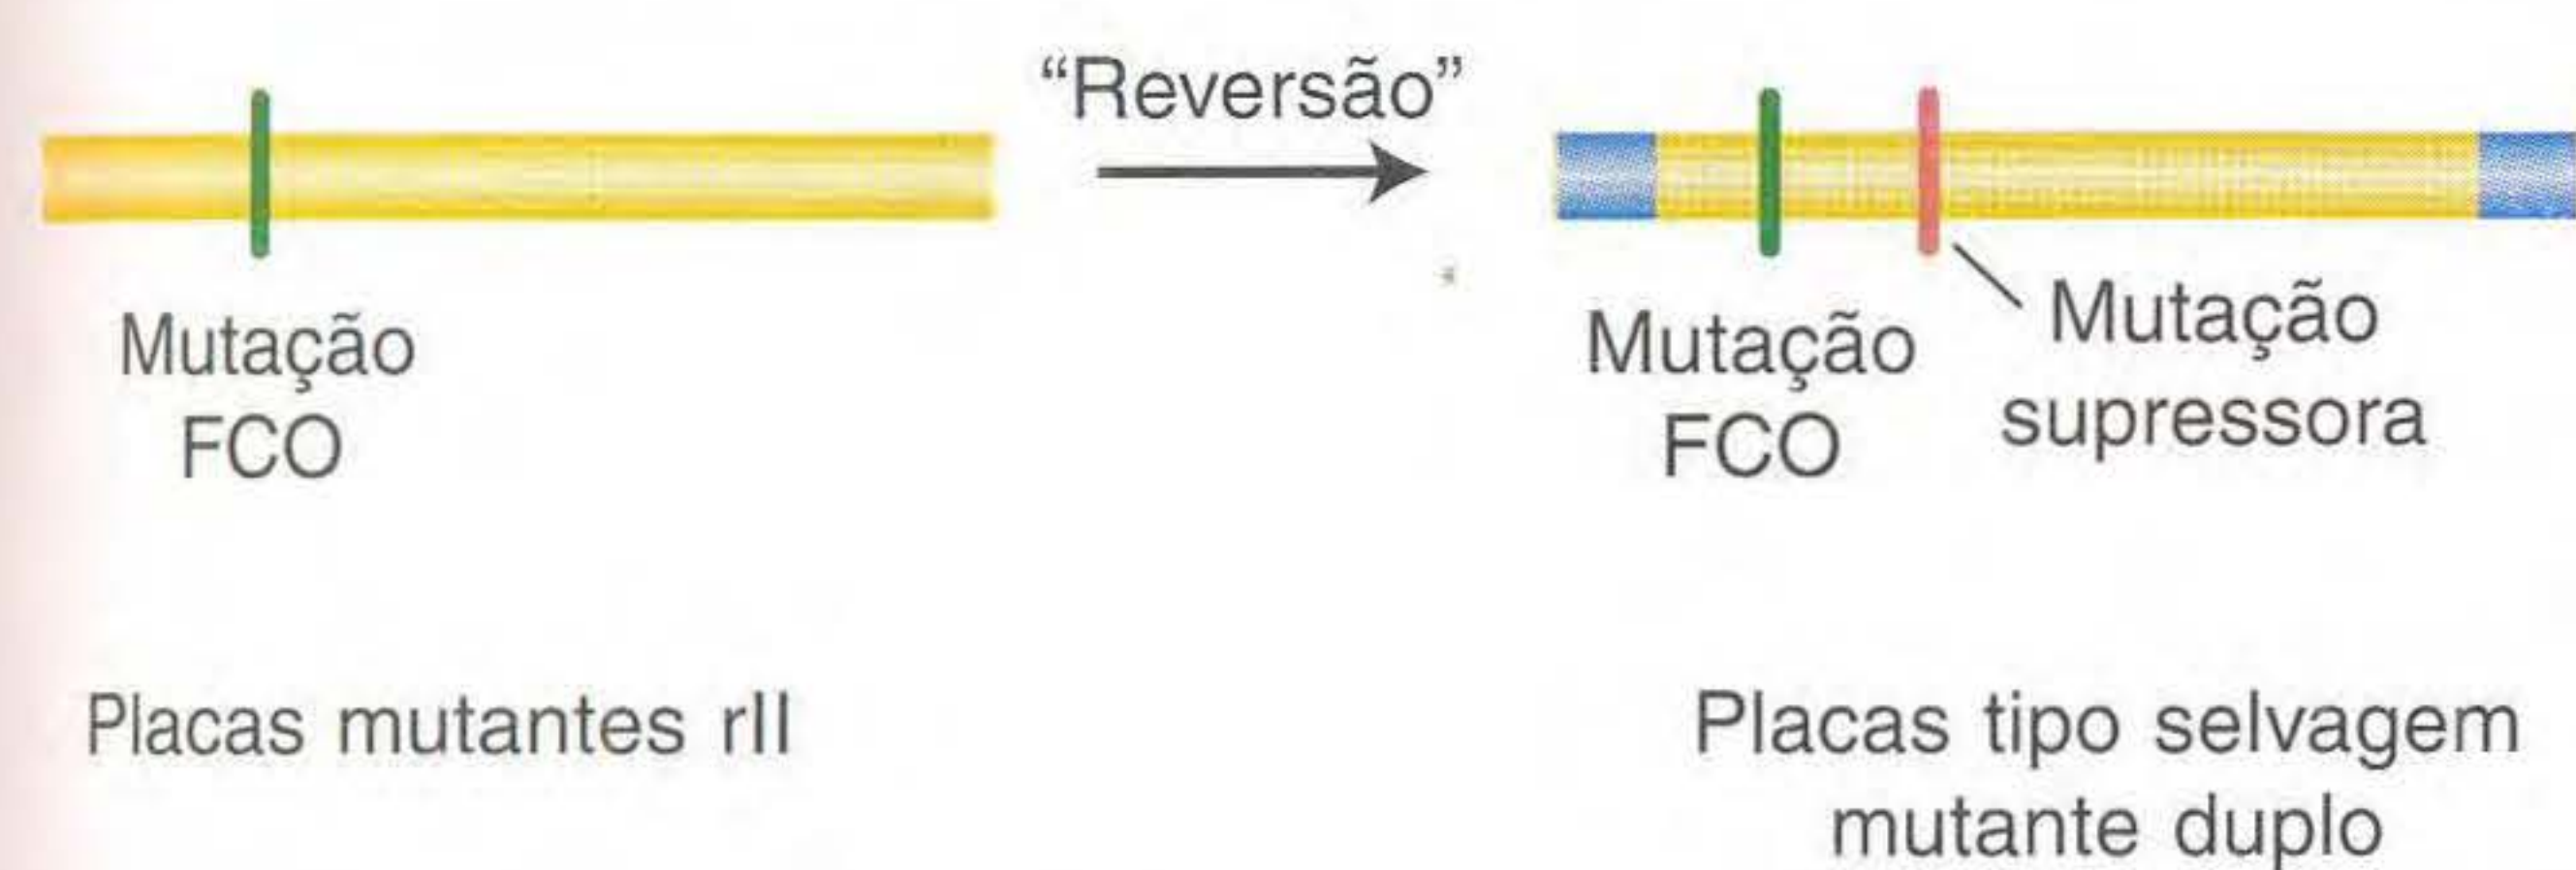 “Reversão”
Mutação
FCO
Mutação
FCO
Mutação
supressora
Placas mutantes rII
Placas tipo selvagem
mutante duplo